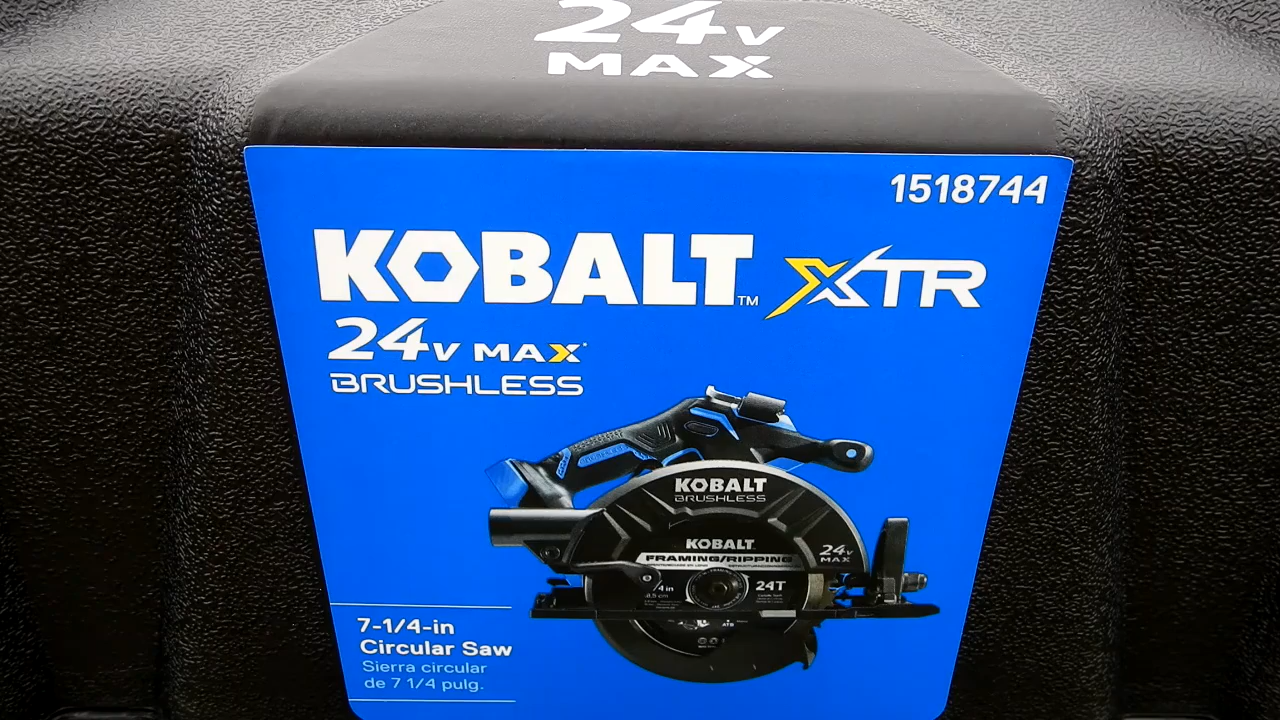 24V
MAX
1518744
KOBALT™ XTR
24V MAX*
BRUSHLESS
KOBALT
BRUSHLESS
KOBALT
FRAMING/RIPPING
24V
MAX
24T
7-1/4-in
Circular Saw
Sierra circular
de 7 1/4 pulg.